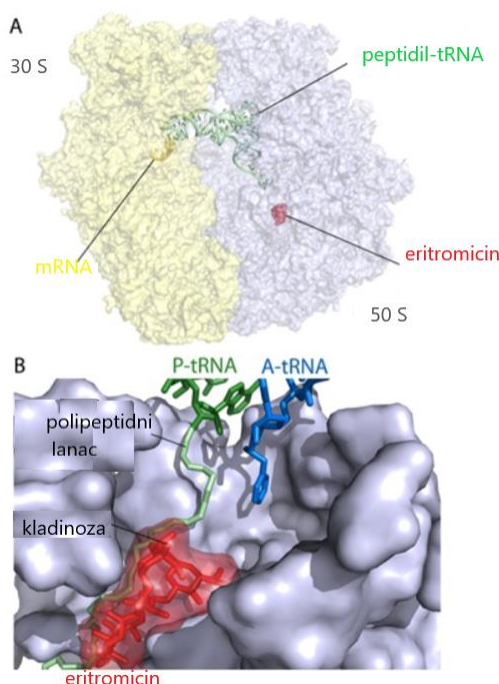 A
30 S
peptidil-tRNA
mRNA
eritromicin
50 S
B
P-tRNA A-tRNA
polipeptidni
lanac
kladinoza
eritromicin